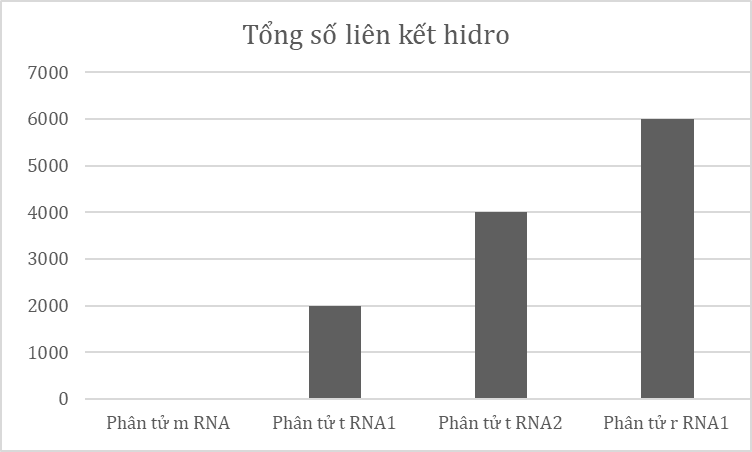 Tổng số liên kết hidro
7000
6000
5000
4000
3000
2000
1000
0
Phân tử m RNA
Phân tử t RNA1
Phân tử t RNA2
Phân tử r RNA1